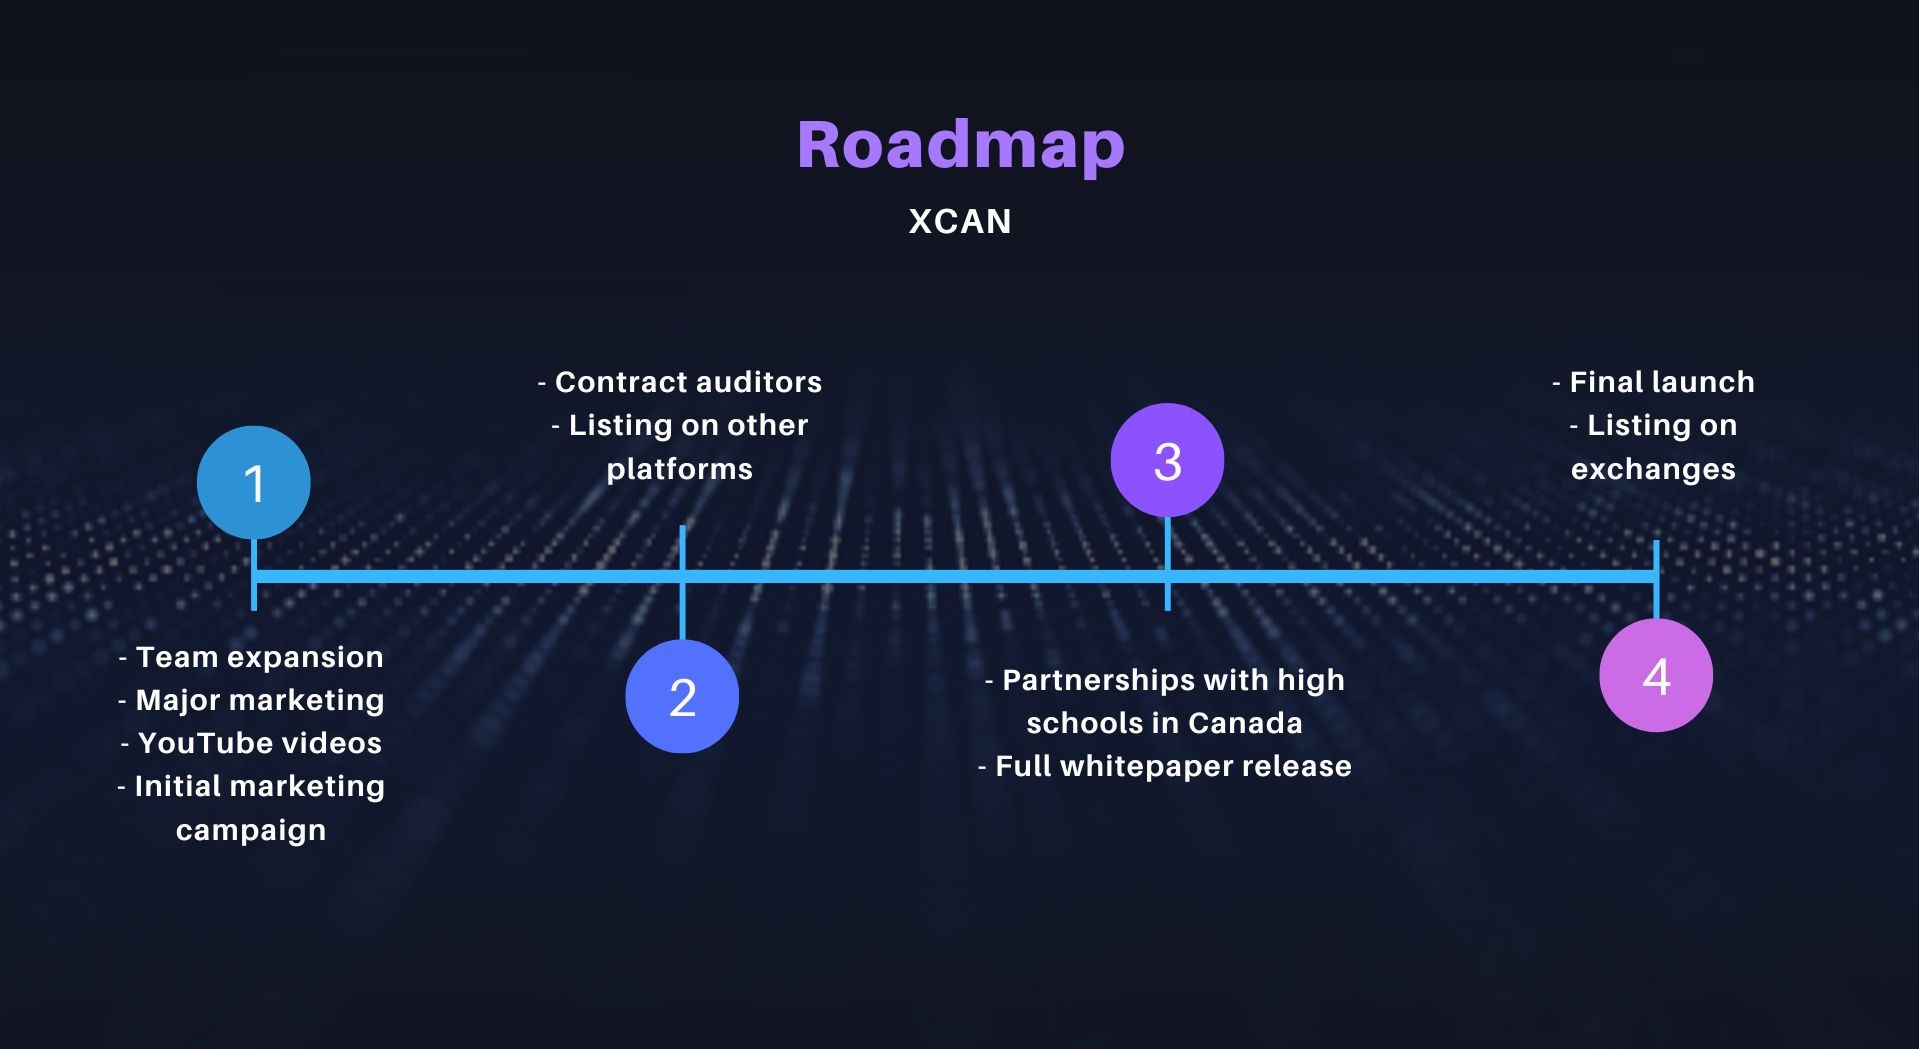 Roadmap
XCAN
1
- Team expansion
- Major marketing
- YouTube videos
- Initial marketing
campaign
- Contract auditors
- Listing on other
platforms
2
3
- Partnerships with high
schools in Canada
- Full whitepaper release
- Final launch
- Listing on
exchanges
4